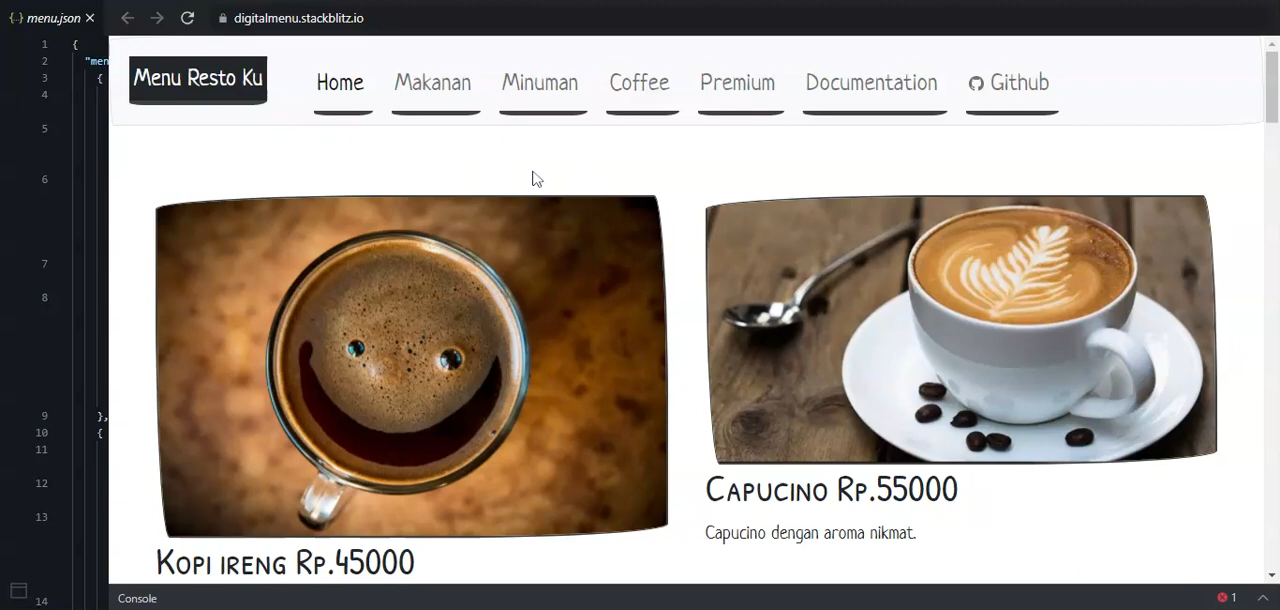 {..} menu.json ×
digitalmenu.stackblitz.io
1 {
2 "men
3 {
4
5
6
7
8
9 },
10 {
11
12
13
14
Menu Resto Ku
Home Makanan Minuman Coffee Premium Documentation Github
Kopi ireng Rp.45000
Capucino Rp.55000
Capucino dengan aroma nikmat.
Console
1